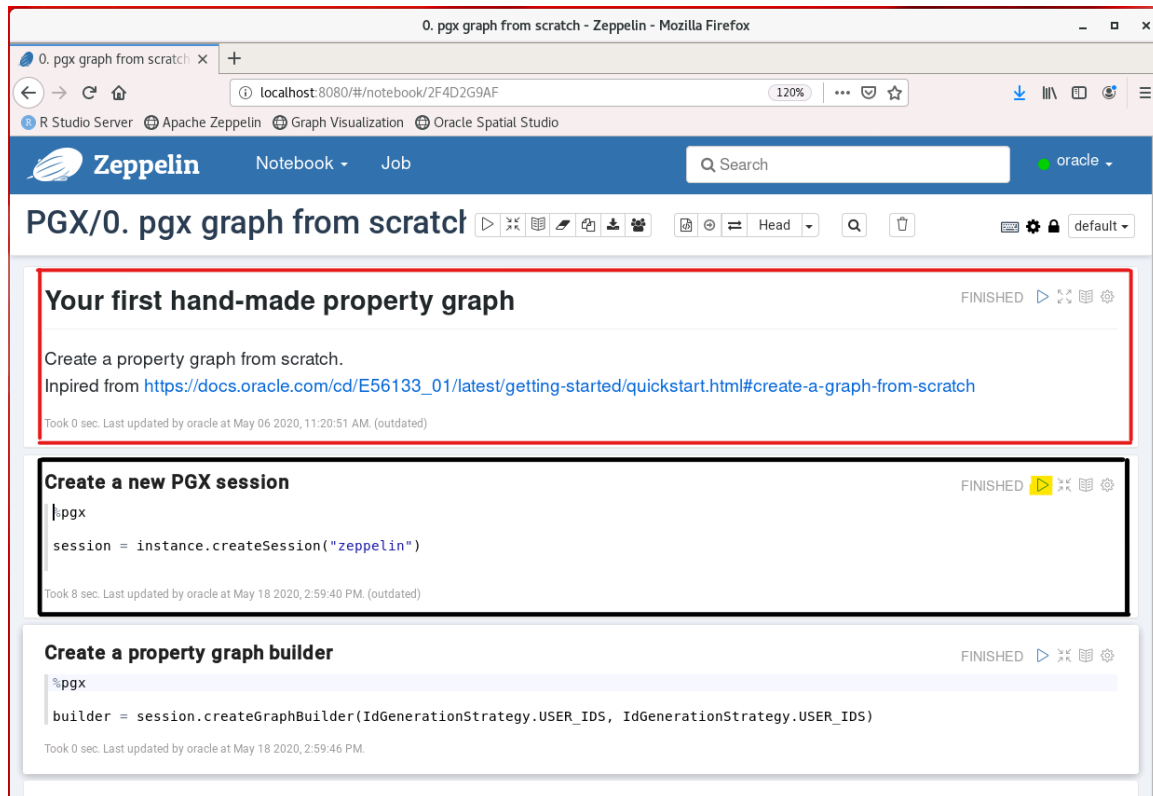 0. pgx graph from scratch - Zeppelin - Mozilla Firefox
0. pgx graph from scratch
localhost:8080/#/notebook/2F4D2G9AF 120%
R Studio Server Apache Zeppelin Graph Visualization Oracle Spatial Studio
Zeppelin Notebook Job Search oracle
PGX/0. pgx graph from scratch Head default
Your first hand-made property graph FINISHED
Create a property graph from scratch.
Inpired from https://docs.oracle.com/cd/E56133_01/latest/getting-started/quickstart.html#create-a-graph-from-scratch
Took 0 sec. Last updated by oracle at May 06 2020, 11:20:51 AM. (outdated)
Create a new PGX session FINISHED
%pgx
session = instance.createSession("zeppelin")
Took 8 sec. Last updated by oracle at May 18 2020, 2:59:40 PM. (outdated)
Create a property graph builder FINISHED
%pgx
builder = session.createGraphBuilder(IdGenerationStrategy.USER_IDS, IdGenerationStrategy.USER_IDS)
Took 0 sec. Last updated by oracle at May 18 2020, 2:59:46 PM.